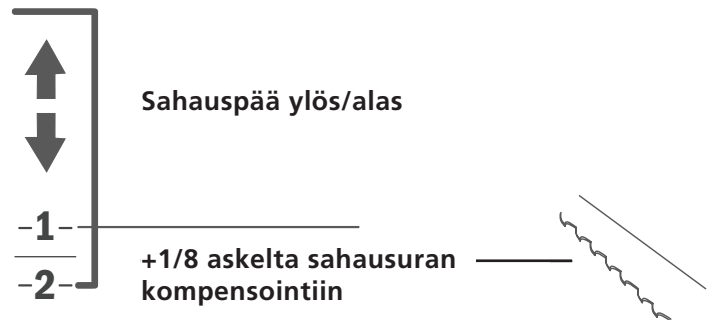 Sahauspää ylös/alas
-1-
+1/8 askelta sahausuran
kompensointiin
-2-